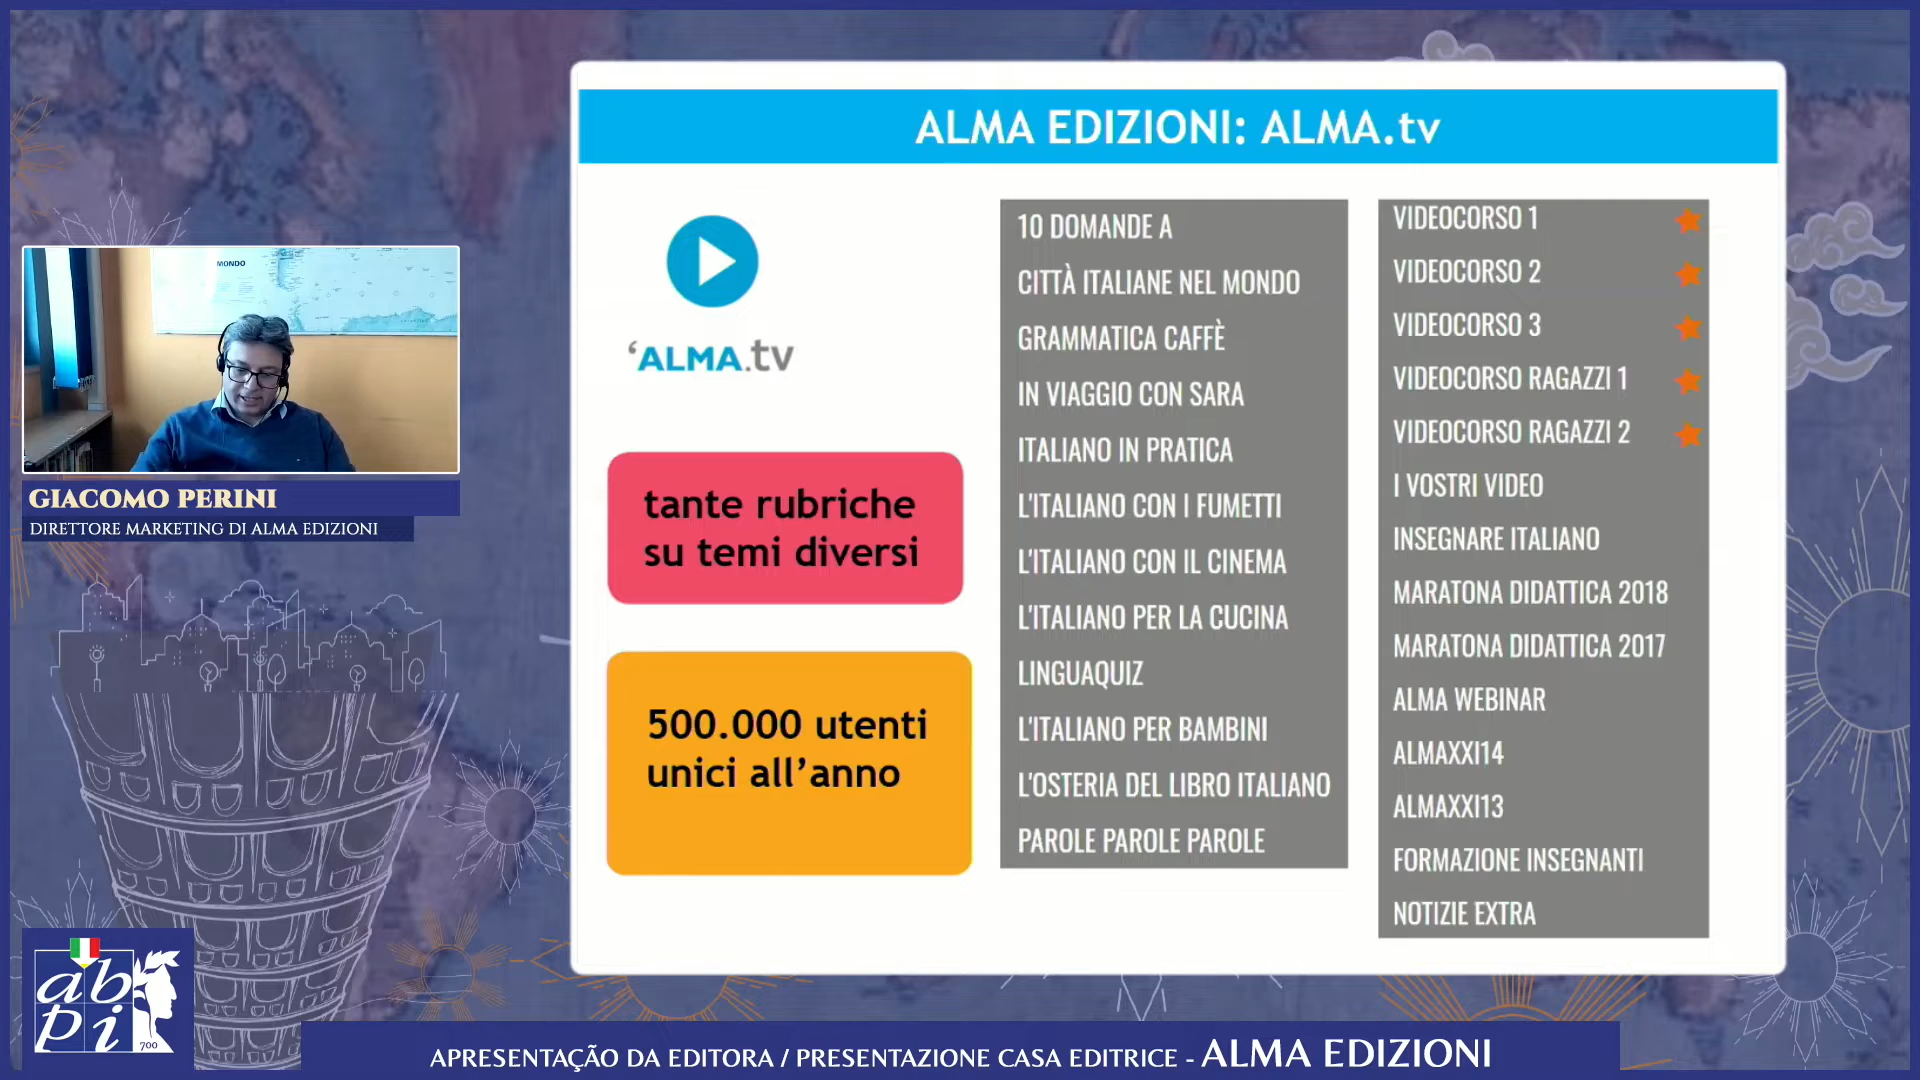 ALMA EDIZIONI: ALMA.tv
MONDO
GIACOMO PERINI
DIRETTORE MARKETING DI ALMA EDIZIONI
'ALMA.tv
tante rubriche
su temi diversi
500.000 utenti
unici all'anno
10 DOMANDE A
CITTÀ ITALIANE NEL MONDO
GRAMMATICA CAFFÈ
IN VIAGGIO CON SARA
ITALIANO IN PRATICA
L'ITALIANO CON I FUMETTI
L'ITALIANO CON IL CINEMA
L'ITALIANO PER LA CUCINA
LINGUAQUIZ
L'ITALIANO PER BAMBINI
L'OSTERIA DEL LIBRO ITALIANO
PAROLE PAROLE PAROLE
VIDEOCORSO 1
VIDEOCORSO 2
VIDEOCORSO 3
VIDEOCORSO RAGAZZI 1
VIDEOCORSO RAGAZZI 2
I VOSTRI VIDEO
INSEGNARE ITALIANO
MARATONA DIDATTICA 2018
MARATONA DIDATTICA 2017
ALMA WEBINAR
ALMAXXI14
ALMAXXI13
FORMAZIONE INSEGNANTI
NOTIZIE EXTRA
ab
pi
700
APRESENTAÇÃO DA EDITORA / PRESENTAZIONE CASA EDITRICE - ALMA EDIZIONI